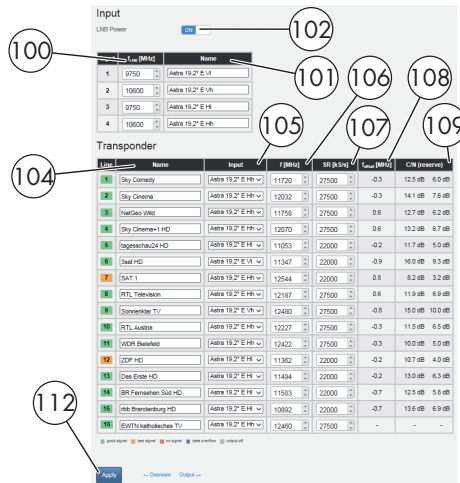 Input
LNB Power ON
102
100
101
106
108
fLNB [MHz] Name
1 9750 Astra 19,2° E Vl
2 10600 Astra 19,2° E Vh
3 9750 Astra 19,2° E Hl
4 10600 Astra 19,2° E Hh
105
107
109
Transponder
104
Line Name Input f [MHz] SR [kS/s] foffset [MHz] C/N (reserve)
1 Sky Comedy Astra 19,2° E Hh 11720 27500 -0.3 12.5 dB 6.0 dB
2 Sky Cinema Astra 19,2° E Hh 12032 27500 -0.3 14.1 dB 7.6 dB
3 NatGeo Wild Astra 19,2° E Hh 11758 27500 0.6 12.7 dB 6.2 dB
4 Sky Cinema+1 HD Astra 19,2° E Hh 12070 27500 0.6 13.2 dB 6.7 dB
5 tagesschau24 HD Astra 19,2° E Hl 11053 22000 -0.2 11.7 dB 5.0 dB
6 3sat HD Astra 19,2° E Vl 11347 22000 -0.9 16.0 dB 9.3 dB
7 SAT.1 Astra 19,2° E Hh 12544 22000 0.8 8.2 dB 3.2 dB
8 RTL Television Astra 19,2° E Hh 12187 27500 0.6 11.9 dB 6.9 dB
9 Sonnenklar TV Astra 19,2° E Vh 12480 27500 -0.8 15.0 dB 10.0 dB
10 RTL Austria Astra 19,2° E Hh 12227 27500 -0.3 11.5 dB 6.5 dB
11 WDR Bielefeld Astra 19,2° E Hh 12422 27500 -0.3 10.0 dB 5.0 dB
12 ZDF HD Astra 19,2° E Hl 11362 22000 -0.2 10.7 dB 4.0 dB
13 Das Erste HD Astra 19,2° E Hl 11494 22000 -0.2 13.0 dB 6.3 dB
14 BR Fernsehen Süd HD Astra 19,2° E Hl 11583 22000 -0.7 12.5 dB 5.6 dB
15 rbb Brandenburg HD Astra 19,2° E Hl 10892 22000 -0.7 13.6 dB 6.9 dB
16 EWTN katholisches TV Astra 19,2° E Hh 12460 27500 - - -
112
good signal bad signal no signal data overflow output off
Apply ← Overview Output →